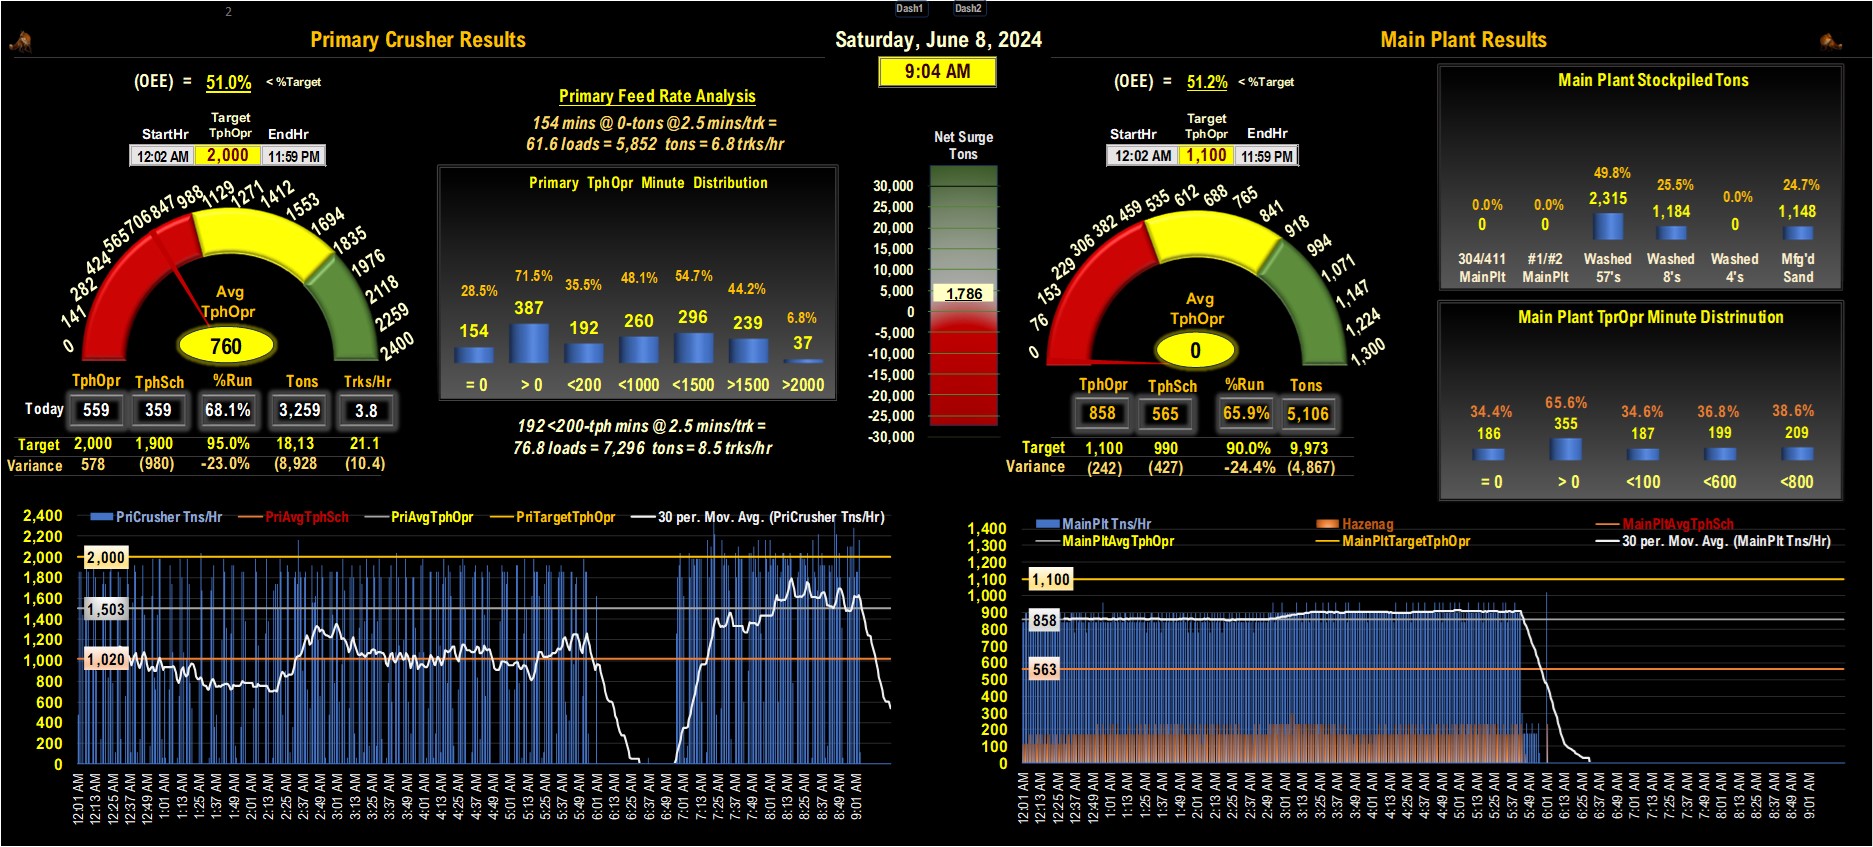 2
Dash1 Dash2
Primary Crusher Results
Saturday, June 8, 2024
Main Plant Results
9:04 AM
(OEE) = 51.0% < %Target
StartHr Target TphOpr EndHr
12:02 AM 2,000 11:59 PM
0 141 282 424 565 706 847 988 1129 1271 1412 1553 1694 1835 1976 2118 2259 2400
Avg
TphOpr
760
TphOpr TphSch %Run Tons Trks/Hr
Today 559 359 68.1% 3,259 3.8
Target 2,000 1,900 95.0% 18,13 21.1
Variance 578 (980) -23.0% (8,928 (10.4)
Primary Feed Rate Analysis
154 mins @ 0-tons @2.5 mins/trk =
61.6 loads = 5,852 tons = 6.8 trks/hr
Primary TphOpr Minute Distribution
28.5% 71.5% 35.5% 48.1% 54.7% 44.2% 6.8%
154 387 192 260 296 239 37
= 0 > 0 <200 <1000 <1500 >1500 >2000
192 <200-tph mins @ 2.5 mins/trk =
76.8 loads = 7,296 tons = 8.5 trks/hr
Net Surge
Tons
30,000
25,000
20,000
15,000
10,000
5,000
1,786
0
-5,000
-10,000
-15,000
-20,000
-25,000
-30,000
(OEE) = 51.2% < %Target
StartHr Target TphOpr EndHr
12:02 AM 1,100 11:59 PM
0 76 153 229 306 382 459 535 612 688 765 841 918 994 1,071 1,147 1,224 1,300
Avg
TphOpr
0
TphOpr TphSch %Run Tons
858 565 65.9% 5,106
Target 1,100 990 90.0% 9,973
Variance (242) (427) -24.4% (4,867)
Main Plant Stockpiled Tons
0.0% 0.0% 49.8% 25.5% 0.0% 24.7%
0 0 2,315 1,184 0 1,148
304/411 #1/#2 Washed Washed Washed Mfg'd
MainPlt MainPlt 57's 8's 4's Sand
Main Plant TprOpr Minute Distrinution
34.4% 65.6% 34.6% 36.8% 38.6%
186 355 187 199 209
= 0 > 0 <100 <600 <800
PriCrusher Tns/Hr PriAvgTphSch PriAvgTphOpr PriTargetTphOpr 30 per. Mov. Avg. (PriCrusher Tns/Hr)
2,400
2,200
2,000
1,800
1,600
1,400
1,200
1,000
800
600
400
200
0
2,000
1,503
1,020
12:01 AM 12:13 AM 12:25 AM 12:37 AM 12:49 AM 1:01 AM 1:13 AM 1:25 AM 1:37 AM 1:49 AM 2:01 AM 2:13 AM 2:25 AM 2:37 AM 2:49 AM 3:01 AM 3:13 AM 3:25 AM 3:37 AM 3:49 AM 4:01 AM 4:13 AM 4:25 AM 4:37 AM 4:49 AM 5:01 AM 5:13 AM 5:25 AM 5:37 AM 5:49 AM 6:01 AM 6:13 AM 6:25 AM 6:37 AM 6:49 AM 7:01 AM 7:13 AM 7:25 AM 7:37 AM 7:49 AM 8:01 AM 8:13 AM 8:25 AM 8:37 AM 8:49 AM 9:01 AM
MainPlt Tns/Hr Hazenag MainPltAvgTphSch
MainPltAvgTphOpr MainPltTargetTphOpr 30 per. Mov. Avg. (MainPlt Tns/Hr)
1,400
1,300
1,200
1,100
1,000
900
800
700
600
500
400
300
200
100
0
1,100
858
563
12:01 AM 12:13 AM 12:25 AM 12:37 AM 12:49 AM 1:01 AM 1:13 AM 1:25 AM 1:37 AM 1:49 AM 2:01 AM 2:13 AM 2:25 AM 2:37 AM 2:49 AM 3:01 AM 3:13 AM 3:25 AM 3:37 AM 3:49 AM 4:01 AM 4:13 AM 4:25 AM 4:37 AM 4:49 AM 5:01 AM 5:13 AM 5:25 AM 5:37 AM 5:49 AM 6:01 AM 6:13 AM 6:25 AM 6:37 AM 6:49 AM 7:01 AM 7:13 AM 7:25 AM 7:37 AM 7:49 AM 8:01 AM 8:13 AM 8:25 AM 8:37 AM 8:49 AM 9:01 AM